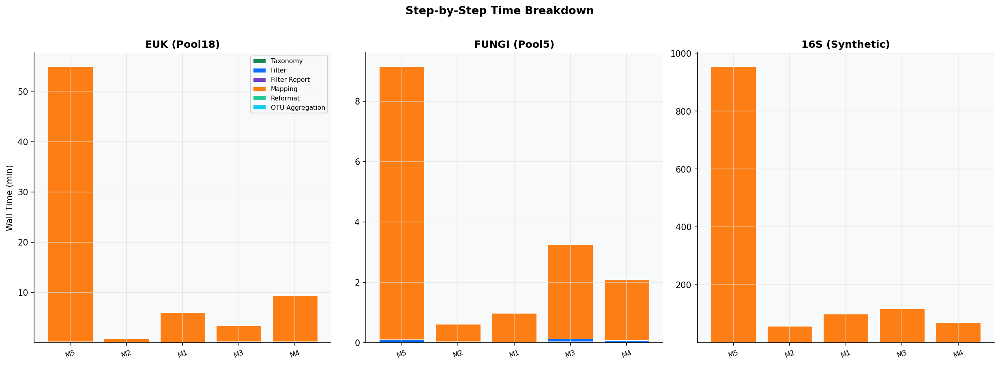 Step-by-Step Time Breakdown
EUK (Pool18)
Wall Time (min)
50
40
30
20
10
Taxonomy
Filter
Filter Report
Mapping
Reformat
OTU Aggregation
M5
M2
M1
M3
M4
FUNGI (Pool5)
8
6
4
2
0
M5
M2
M1
M3
M4
16S (Synthetic)
1000
800
600
400
200
M5
M2
M1
M3
M4